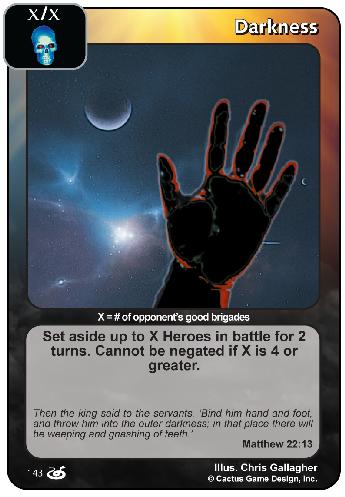 X/X
Darkness
X = # of opponent's good brigades
Set aside up to X Heroes in battle for 2
turns. Cannot be negated if X is 4 or
greater.
Then the king said to the servants, 'Bind him hand and foot,
and throw him into the outer darkness; in that place there will
be weeping and gnashing of teeth.'
Matthew 22:13
143
Illus. Chris Gallagher
© Cactus Game Design, Inc.